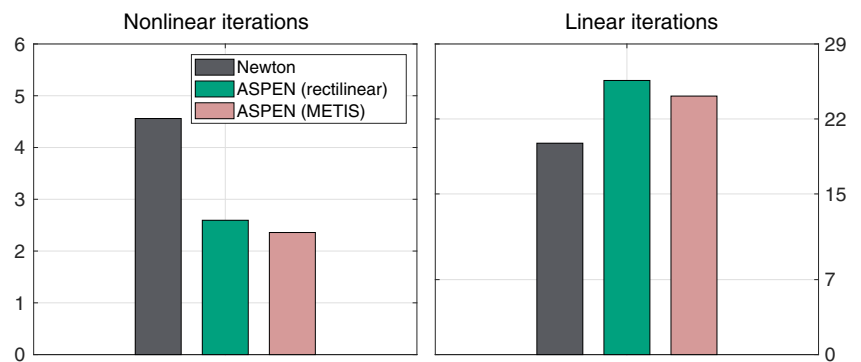 Nonlinear iterations
6
5
4
3
2
1
0
Newton
ASPEN (rectilinear)
ASPEN (METIS)
Linear iterations
29
22
15
7
0